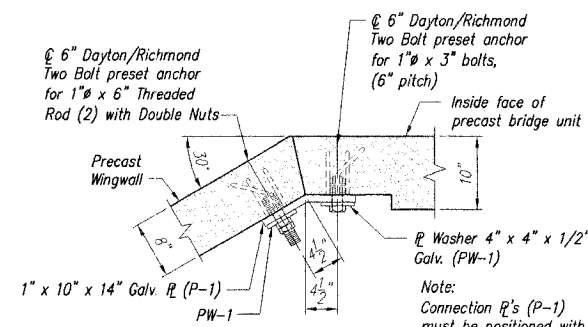 ℄ 6" Dayton/Richmond
Two Bolt preset anchor
for 1"ø x 3" bolts,
(6" pitch)
℄ 6" Dayton/Richmond
Two Bolt preset anchor
for 1"ø x 6" Threaded
Rod (2) with Double Nuts
Inside face of
precast bridge unit
Precast
Wingwall
30°
10"
8"
4½"
4½"
1" x 10" x 14" Galv. ⅊ (P-1)
PW-1
⅊ Washer 4" x 4" x 1/2"
Galv. (PW-1)
Note:
Connection ⅊'s (P-1)
must be positioned with